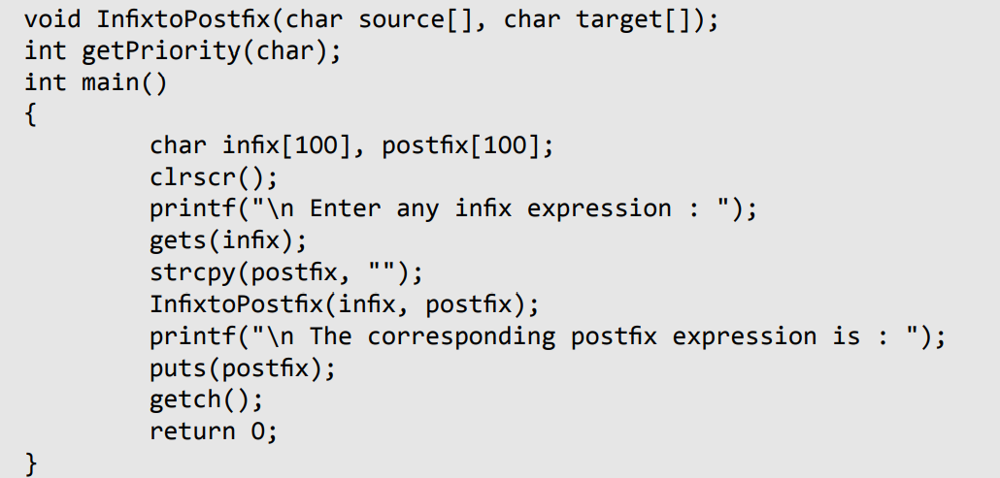 void InfixtoPostfix(char source[], char target[]);
int getPriority(char);
int main()
{
char infix[100], postfix[100];
clrscr();
printf("\n Enter any infix expression : ");
gets(infix);
strcpy(postfix, "");
InfixtoPostfix(infix, postfix);
printf("\n The corresponding postfix expression is : ");
puts(postfix);
getch();
return 0;
}